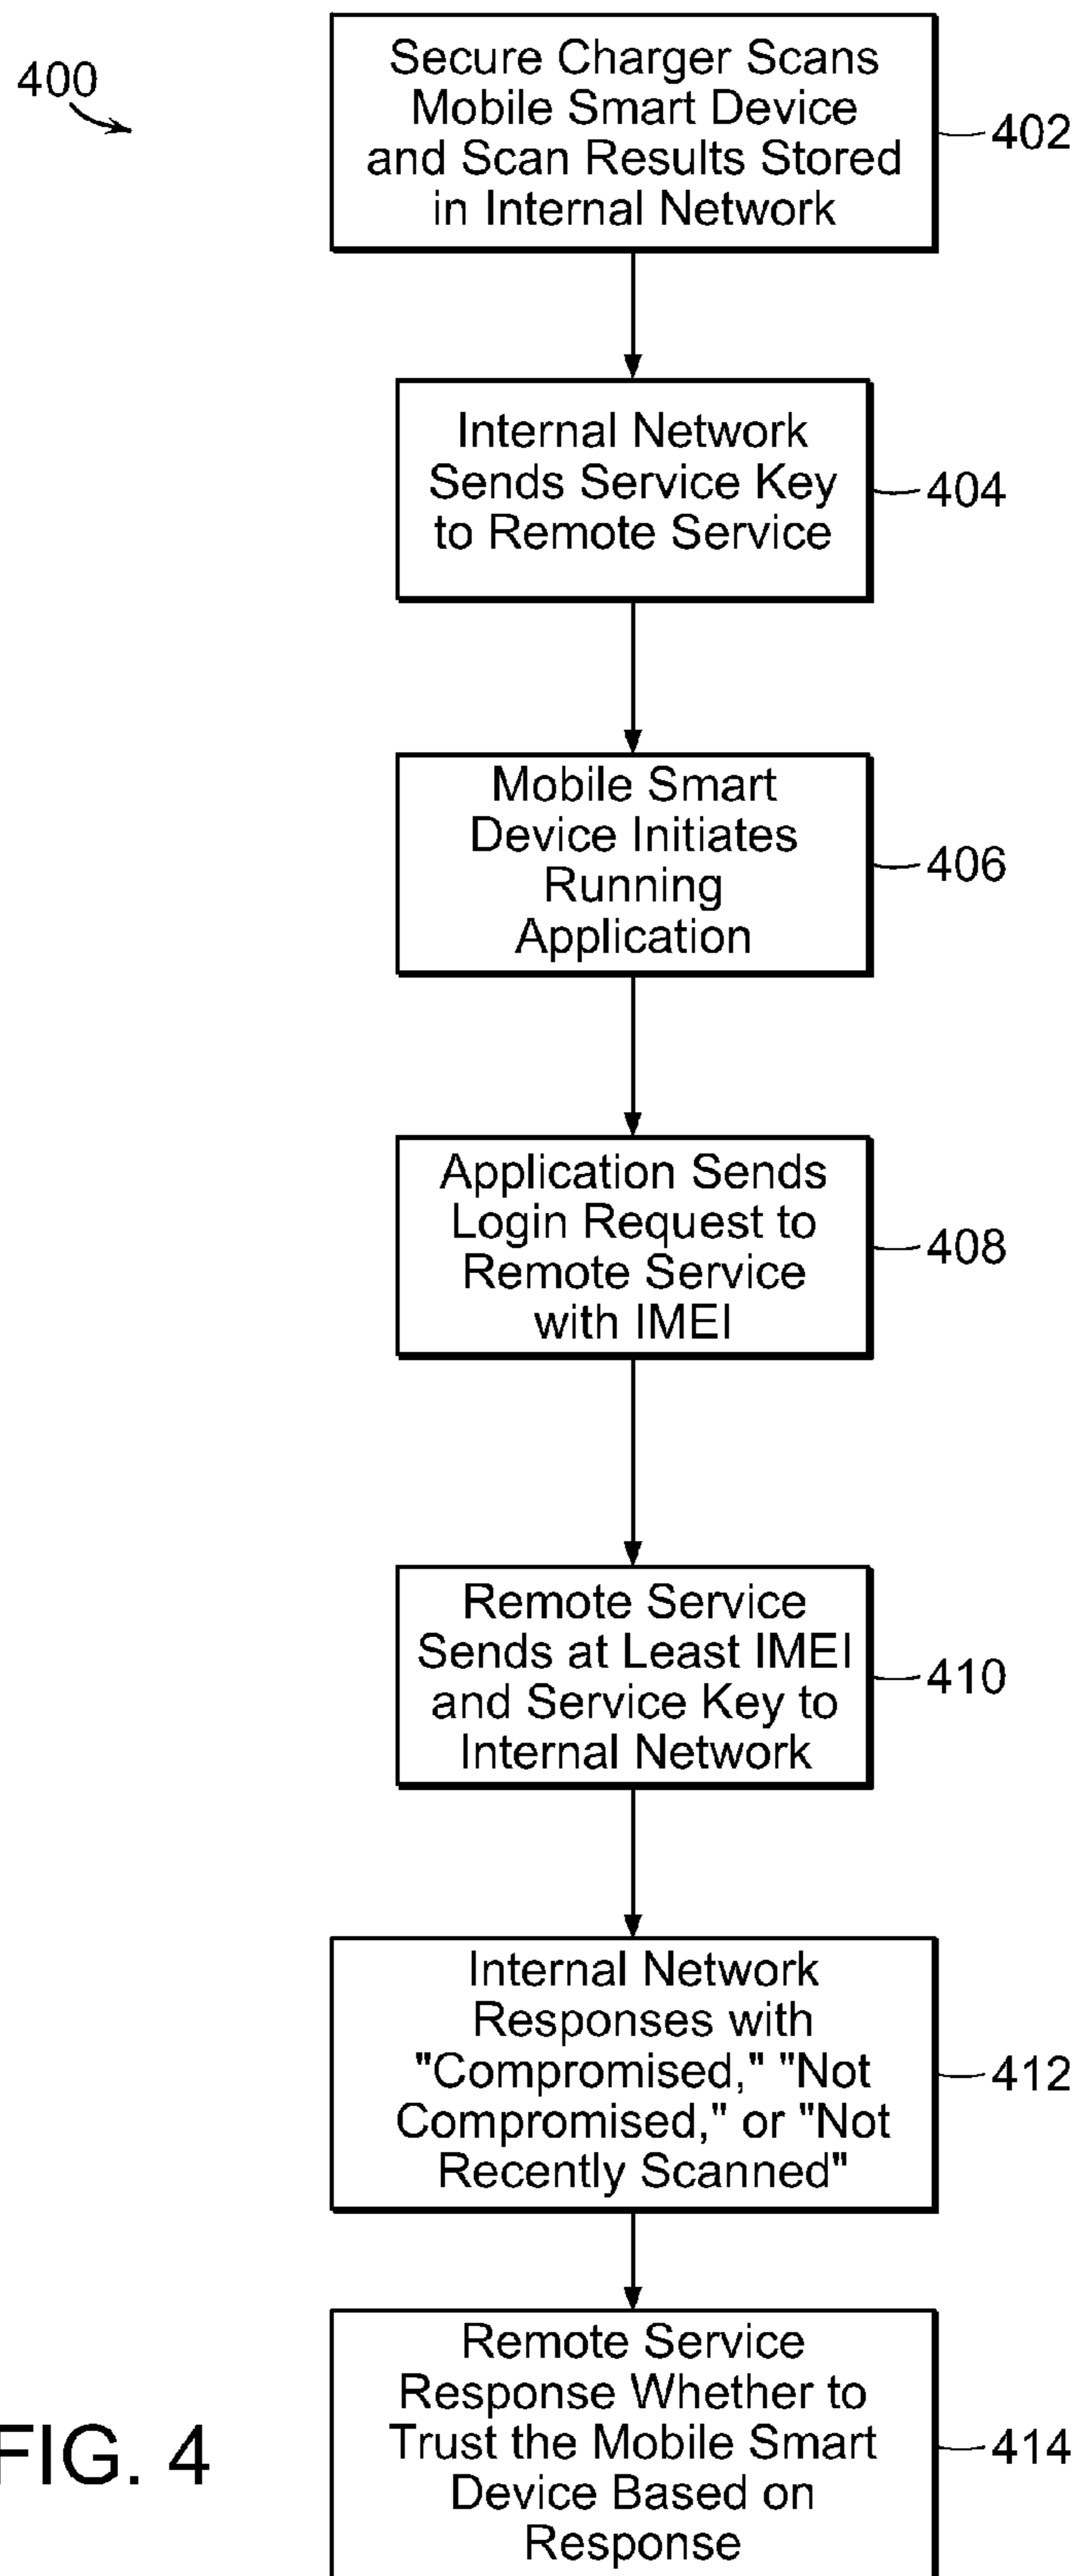 400
Secure Charger Scans
Mobile Smart Device
and Scan Results Stored
in Internal Network
402
Internal Network
Sends Service Key
to Remote Service
404
Mobile Smart
Device Initiates
Running
Application
406
Application Sends
Login Request to
Remote Service
with IMEI
408
Remote Service
Sends at Least IMEI
and Service Key to
Internal Network
410
Internal Network
Responses with
"Compromised," "Not
Compromised," or "Not
Recently Scanned"
412
Remote Service
Response Whether to
Trust the Mobile Smart
Device Based on
Response
414
FIG. 4